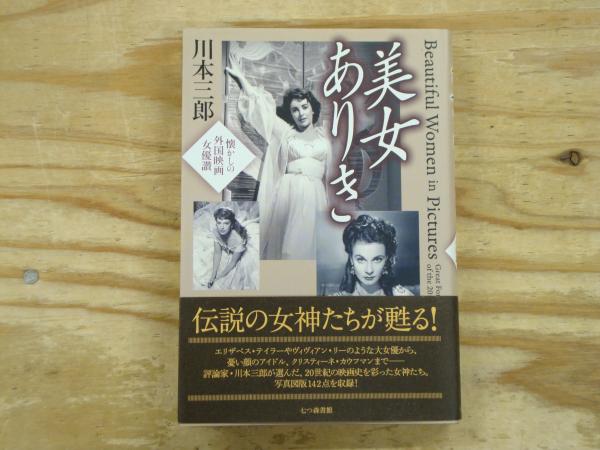 川本三郎
美女
ありき
懐かしの
外国映画
女優讃
Beautiful Women in Pictures
Great Fo
of the 20
伝説の女神たちが甦る!
エリザベス・テイラーやヴィヴィアン・リーのような大女優から、
憂い顔のアイドル、クリスティーネ・カウフマンまで——
評論家・川本三郎が選んだ、20世紀の映画史を彩った女神たち。
写真図版142点を収録!
七つ森書館